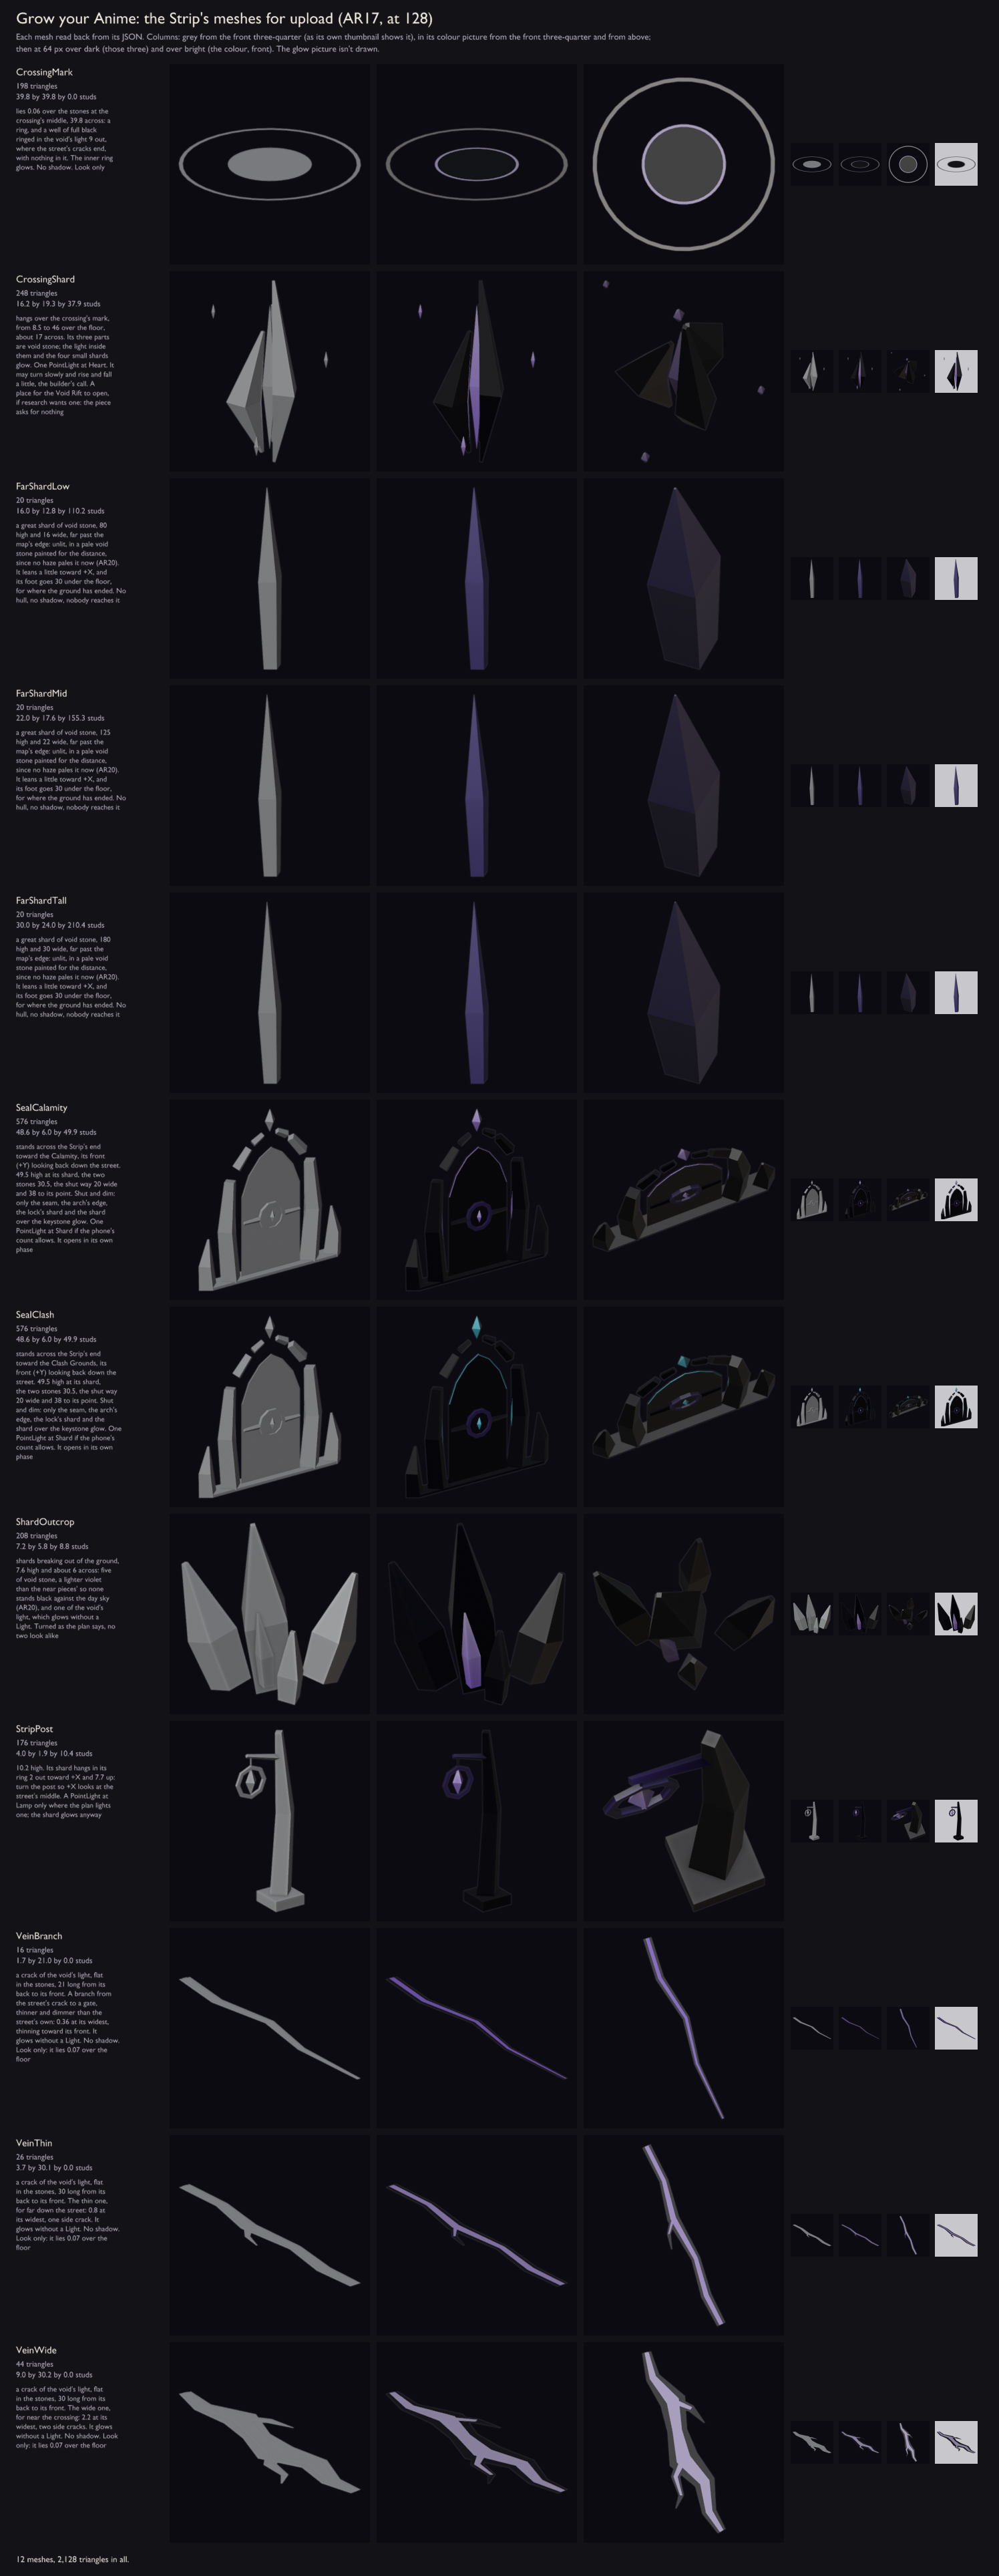 Grow your Anime: the Strip's meshes for upload (AR17, at 128)
Each mesh read back from its JSON. Columns: grey from the front three-quarter (as its own thumbnail shows it), in its colour picture from the front three-quarter and from above;
then at 64 px over dark (those three) and over bright (the colour, front). The glow picture isn't drawn.
CrossingMark
198 triangles
39.8 by 39.8 by 0.0 studs
lies 0.06 over the stones at the
crossing's middle, 39.8 across: a
ring, and a well of full black
ringed in the void's light 9 out,
where the street's cracks end,
with nothing in it. The inner ring
glows. No shadow. Look only
CrossingShard
248 triangles
16.2 by 19.3 by 37.9 studs
hangs over the crossing's mark,
from 8.5 to 46 over the floor,
about 17 across. Its three parts
are void stone; the light inside
them and the four small shards
glow. One PointLight at Heart. It
may turn slowly and rise and fall
a little, the builder's call. A
place for the Void Rift to open,
if research wants one: the piece
asks for nothing
FarShardLow
20 triangles
16.0 by 12.8 by 110.2 studs
a great shard of void stone, 80
high and 16 wide, far past the
map's edge: unlit, in a pale void
stone painted for the distance,
since no haze pales it now (AR20).
It leans a little toward +X, and
its foot goes 30 under the floor,
for where the ground has ended. No
hull, no shadow, nobody reaches it
FarShardMid
20 triangles
22.0 by 17.6 by 155.3 studs
a great shard of void stone, 125
high and 22 wide, far past the
map's edge: unlit, in a pale void
stone painted for the distance,
since no haze pales it now (AR20).
It leans a little toward +X, and
its foot goes 30 under the floor,
for where the ground has ended. No
hull, no shadow, nobody reaches it
FarShardTall
20 triangles
30.0 by 24.0 by 210.4 studs
a great shard of void stone, 180
high and 30 wide, far past the
map's edge: unlit, in a pale void
stone painted for the distance,
since no haze pales it now (AR20).
It leans a little toward +X, and
its foot goes 30 under the floor,
for where the ground has ended. No
hull, no shadow, nobody reaches it
SealCalamity
576 triangles
48.6 by 6.0 by 49.9 studs
stands across the Strip's end
toward the Calamity, its front
(+Y) looking back down the street.
49.5 high at its shard, the two
stones 30.5, the shut way 20 wide
and 38 to its point. Shut and dim:
only the seam, the arch's edge,
the lock's shard and the shard
over the keystone glow. One
PointLight at Shard if the phone's
count allows. It opens in its own
phase
SealClash
576 triangles
48.6 by 6.0 by 49.9 studs
stands across the Strip's end
toward the Clash Grounds, its
front (+Y) looking back down the
street. 49.5 high at its shard,
the two stones 30.5, the shut way
20 wide and 38 to its point. Shut
and dim: only the seam, the arch's
edge, the lock's shard and the
shard over the keystone glow. One
PointLight at Shard if the phone's
count allows. It opens in its own
phase
ShardOutcrop
208 triangles
7.2 by 5.8 by 8.8 studs
shards breaking out of the ground,
7.6 high and about 6 across: five
of void stone, a lighter violet
than the near pieces' so none
stands black against the day sky
(AR20), and one of the void's
light, which glows without a
Light. Turned as the plan says, no
two look alike
StripPost
176 triangles
4.0 by 1.9 by 10.4 studs
10.2 high. Its shard hangs in its
ring 2 out toward +X and 7.7 up:
turn the post so +X looks at the
street's middle. A PointLight at
Lamp only where the plan lights
one: the shard glows anyway
VeinBranch
16 triangles
1.7 by 21.0 by 0.0 studs
a crack of the void's light, flat
in the stones, 21 long from its
back to its front. A branch from
the street's crack to a gate,
thinner and dimmer than the
street's own: 0.36 at its widest,
thinning toward its front. It
glows without a Light. No shadow.
Look only: it lies 0.07 over the
floor
VeinThin
26 triangles
3.7 by 30.1 by 0.0 studs
a crack of the void's light, flat
in the stones, 30 long from its
back to its front. The thin one,
for far down the street: 0.8 at
its widest, one side crack. It
glows without a Light. No shadow.
Look only: it lies 0.07 over the
floor
VeinWide
44 triangles
9.0 by 30.2 by 0.0 studs
a crack of the void's light, flat
in the stones, 30 long from its
back to its front. The wide one,
for near the crossing: 2.2 at its
widest, two side cracks. It glows
without a Light. No shadow. Look
only: it lies 0.07 over the floor
12 meshes, 2,128 triangles in all.